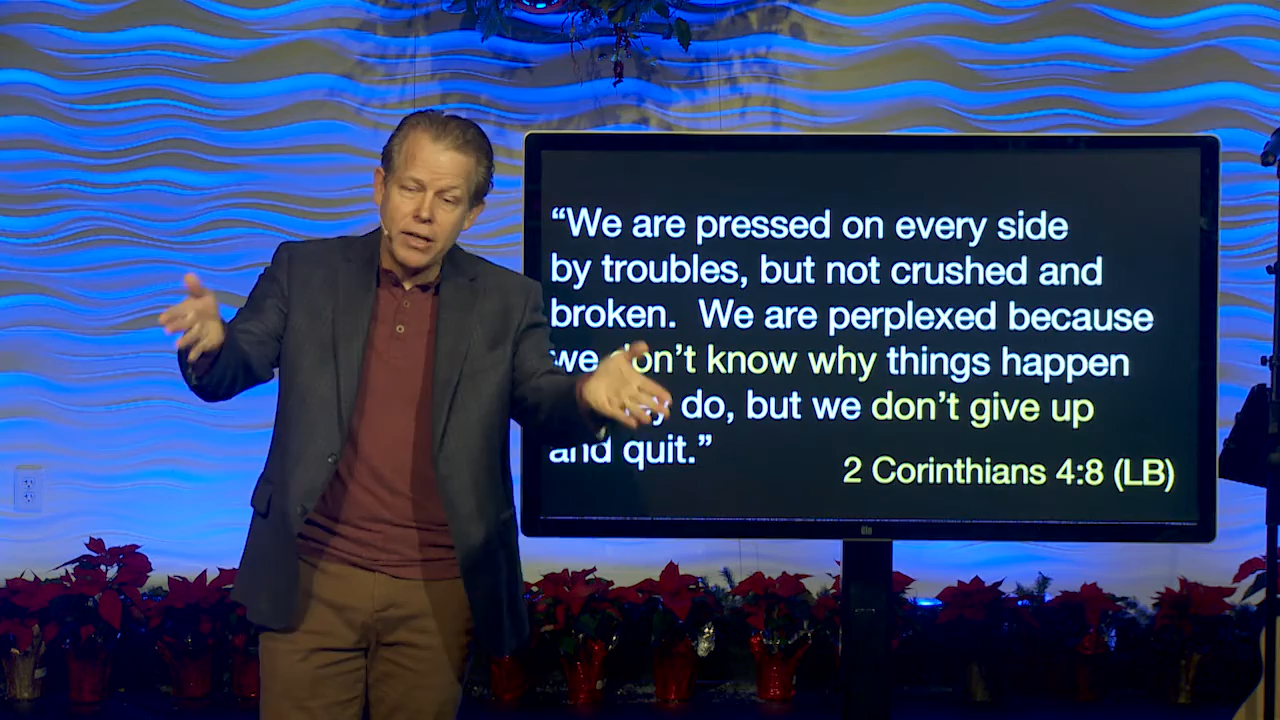 “We are pressed on every side
by troubles, but not crushed and
broken.  We are perplexed because
we don’t know why things happen
do, but we don’t give up
and quit.”
2 Corinthians 4:8 (LB)